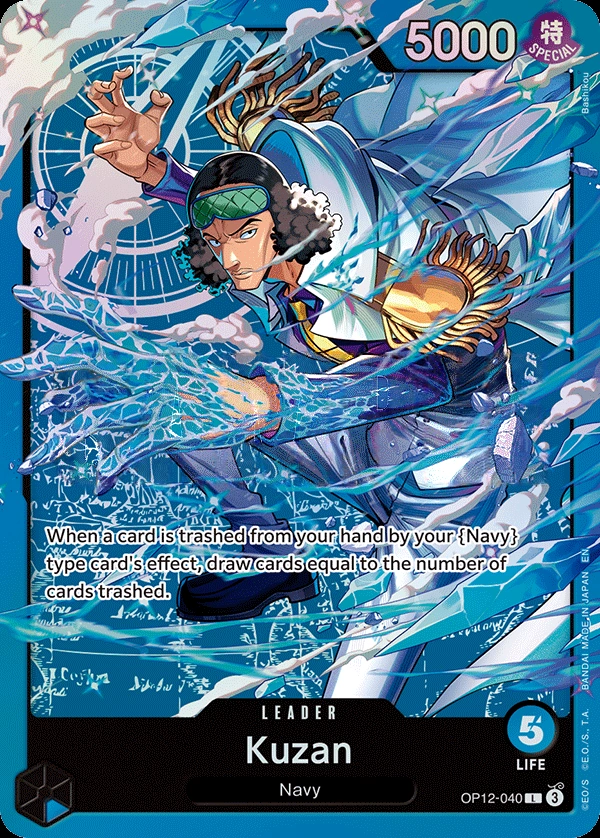 5000
特
SPECIAL
Bashikou
When a card is trashed from your hand by your {Navy}
type card's effect, draw cards equal to the number of
cards trashed.
LEADER
Kuzan
Navy
5
LIFE
OP12-040 L 3
©E.O./S ©E.O./S., T.A. BANDAI MADE IN JAPAN EN